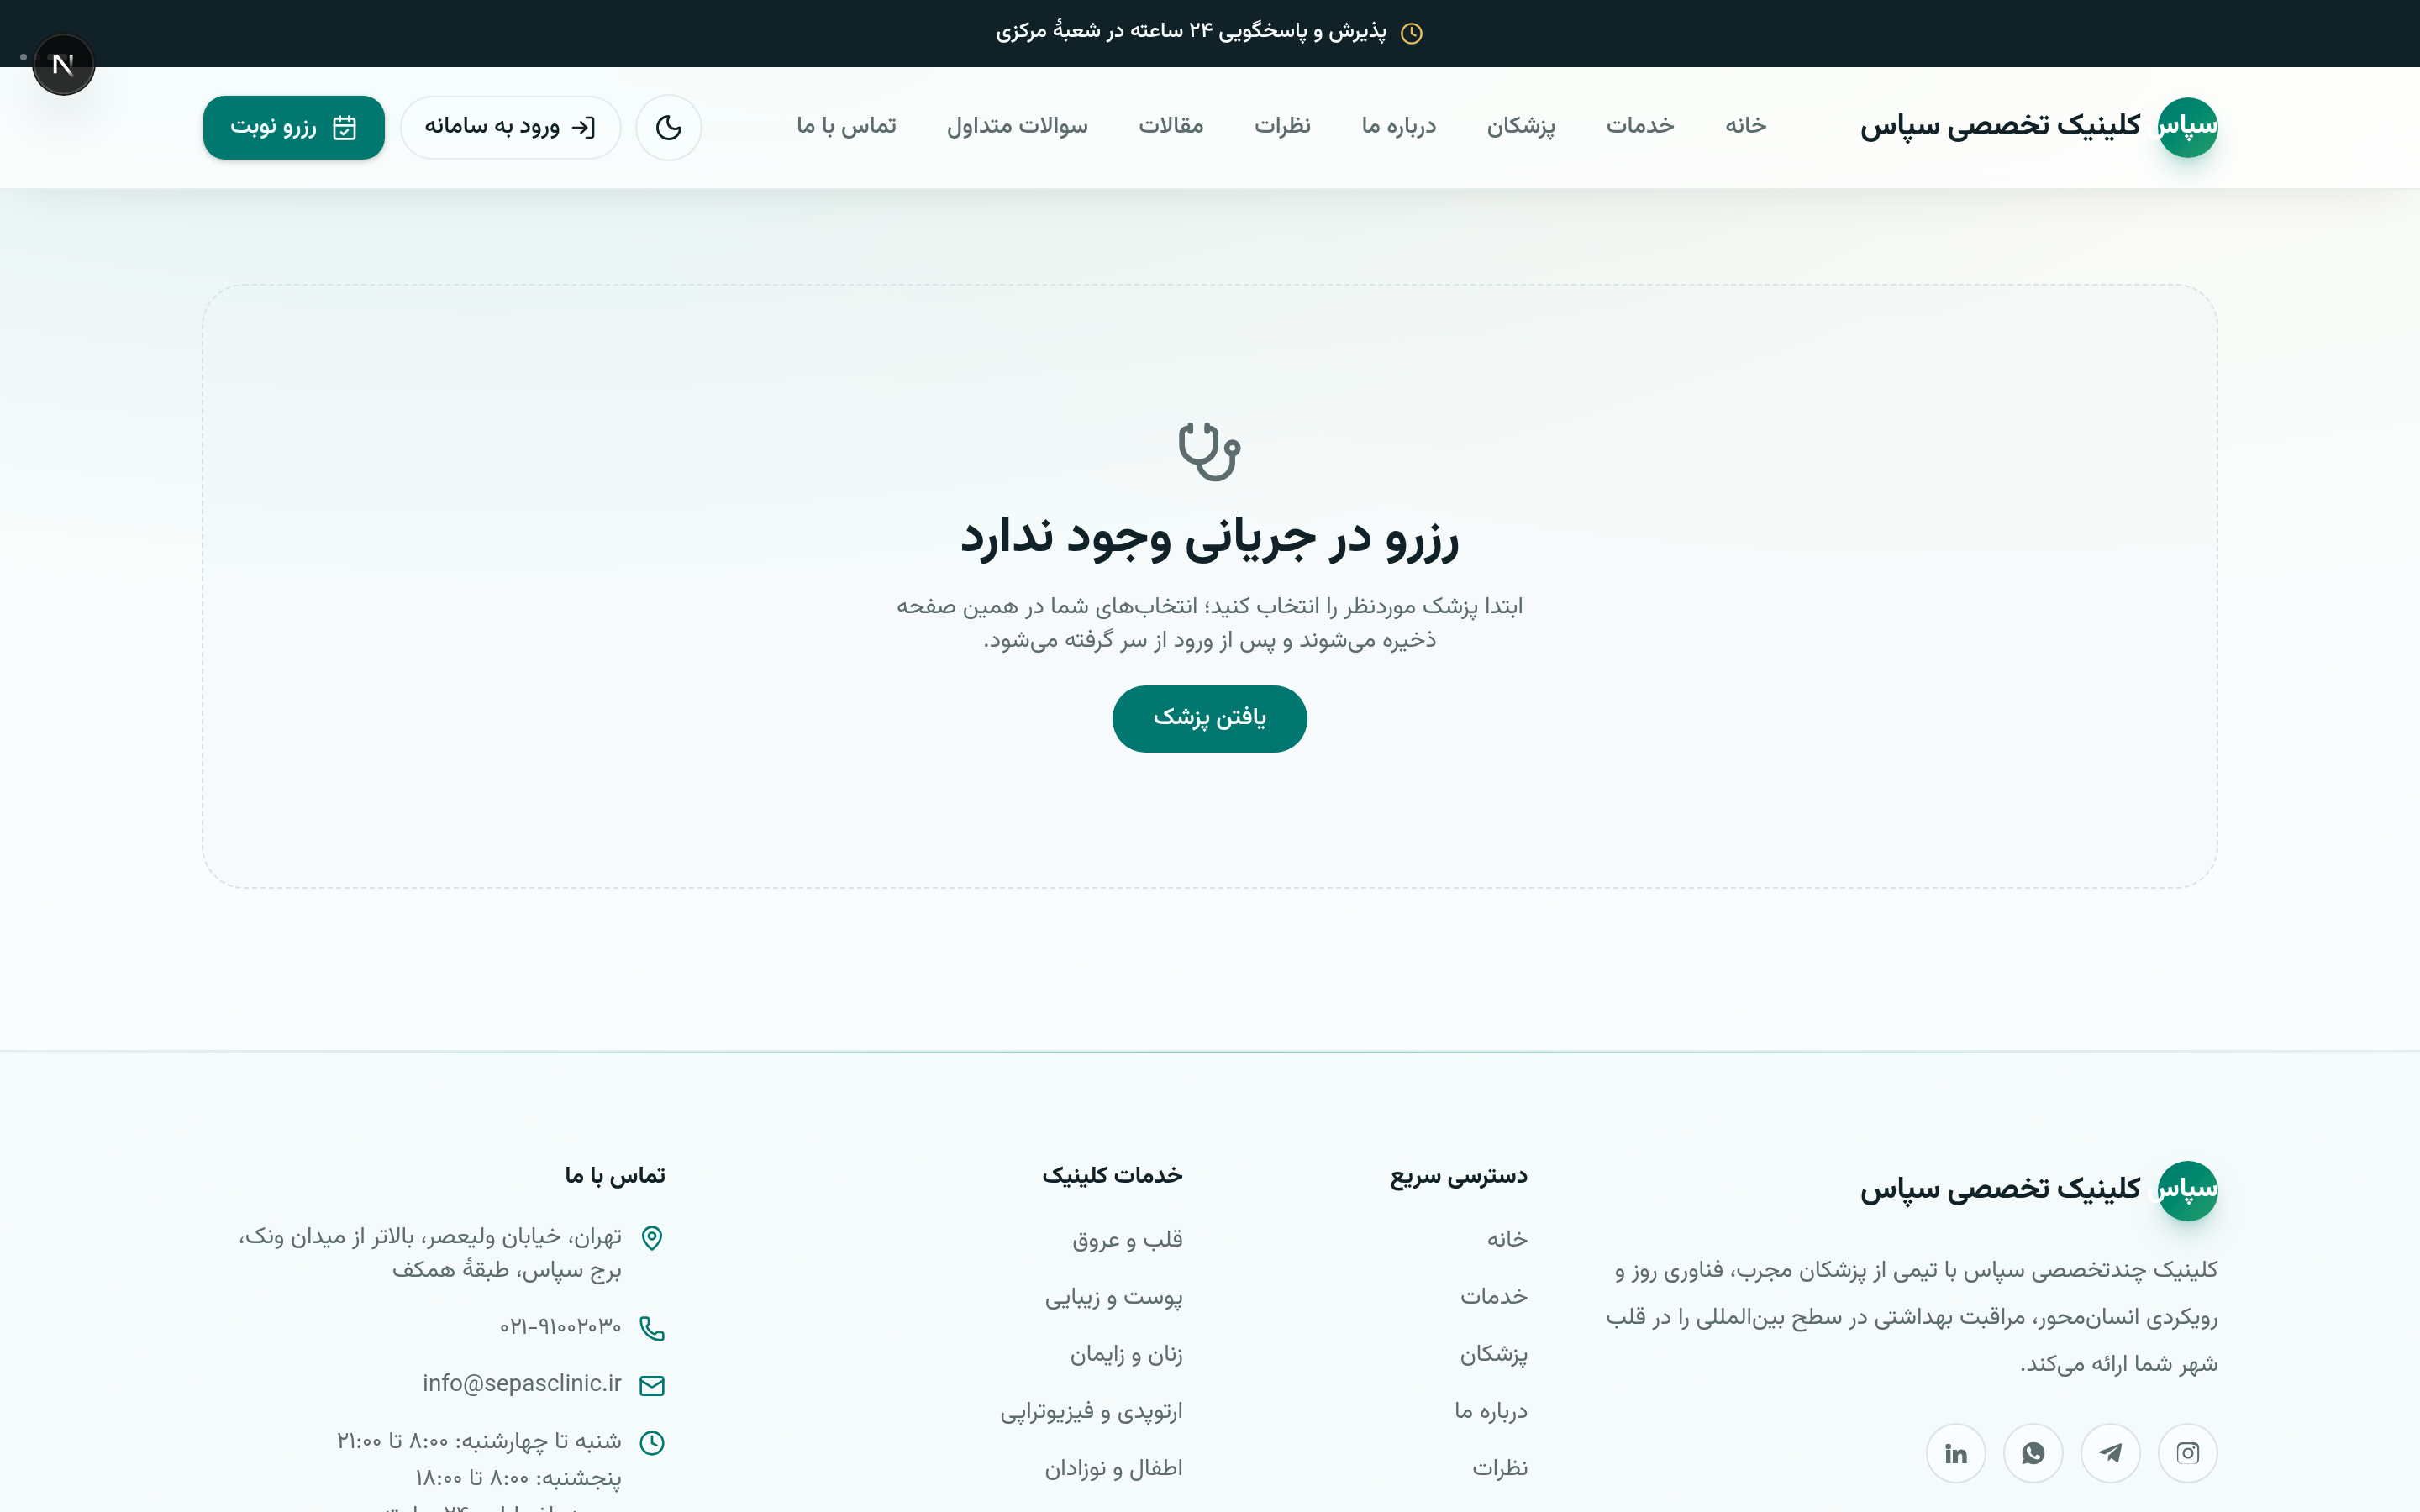 پذیرش و پاسخگویی ۲۴ ساعته در شعبهٔ مرکزی
سپاس
کلینیک تخصصی سپاس
خانه
خدمات
پزشکان
درباره ما
نظرات
مقالات
سوالات متداول
تماس با ما
ورود به سامانه
رزرو نوبت
N
رزرو در جریانی وجود ندارد
ابتدا پزشک موردنظر را انتخاب کنید؛ انتخاب‌های شما در همین صفحه
ذخیره می‌شوند و پس از ورود از سر گرفته می‌شود.
یافتن پزشک
سپاس
کلینیک تخصصی سپاس
کلینیک چندتخصصی سپاس با تیمی از پزشکان مجرب، فناوری روز و
رویکردی انسان‌محور، مراقبت بهداشتی در سطح بین‌المللی را در قلب
شهر شما ارائه می‌کند.
دسترسی سریع
خانه
خدمات
پزشکان
درباره ما
نظرات
خدمات کلینیک
قلب و عروق
پوست و زیبایی
زنان و زایمان
ارتوپدی و فیزیوتراپی
اطفال و نوزادان
تماس با ما
تهران، خیابان ولیعصر، بالاتر از میدان ونک،
برج سپاس، طبقهٔ همکف
۰۲۱-۹۱۰۰۲۰۳۰
info@sepasclinic.ir
شنبه تا چهارشنبه: ۸:۰۰ تا ۲۱:۰۰
پنجشنبه: ۸:۰۰ تا ۱۸:۰۰